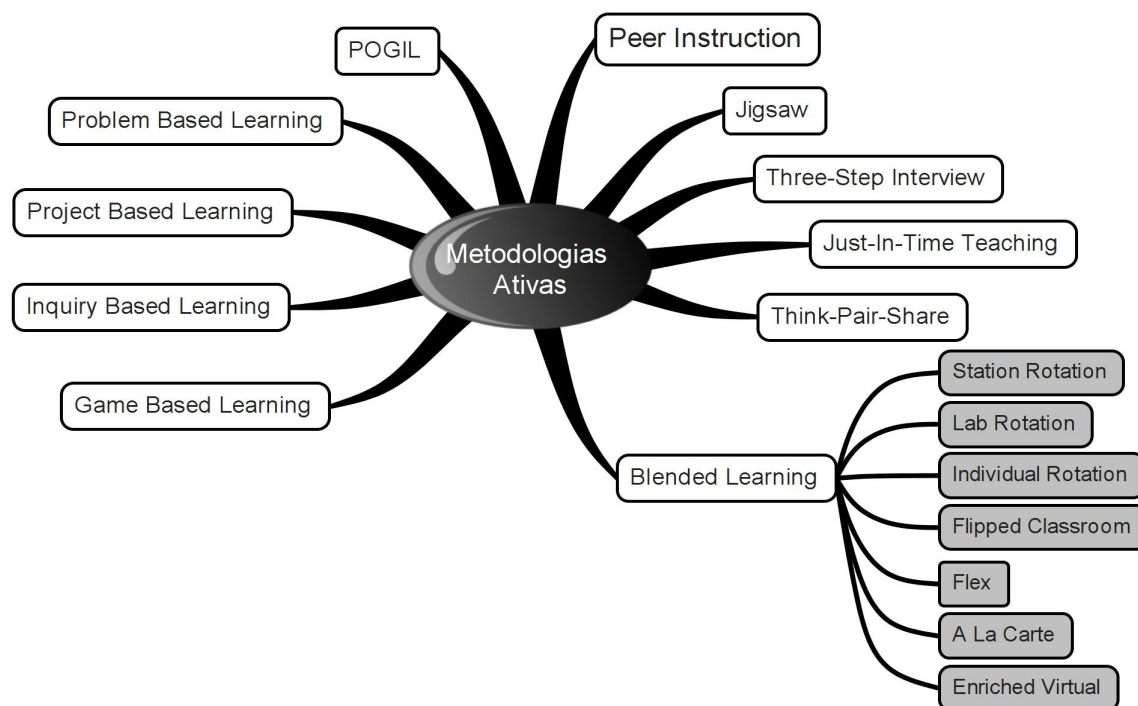 Peer Instruction
POGIL
Jigsaw
Problem Based Learning
Three-Step Interview
Project Based Learning
Just-In-Time Teaching
Metodologias
Ativas
Inquiry Based Learning
Think-Pair-Share
Game Based Learning
Blended Learning
Station Rotation
Lab Rotation
Individual Rotation
Flipped Classroom
Flex
A La Carte
Enriched Virtual